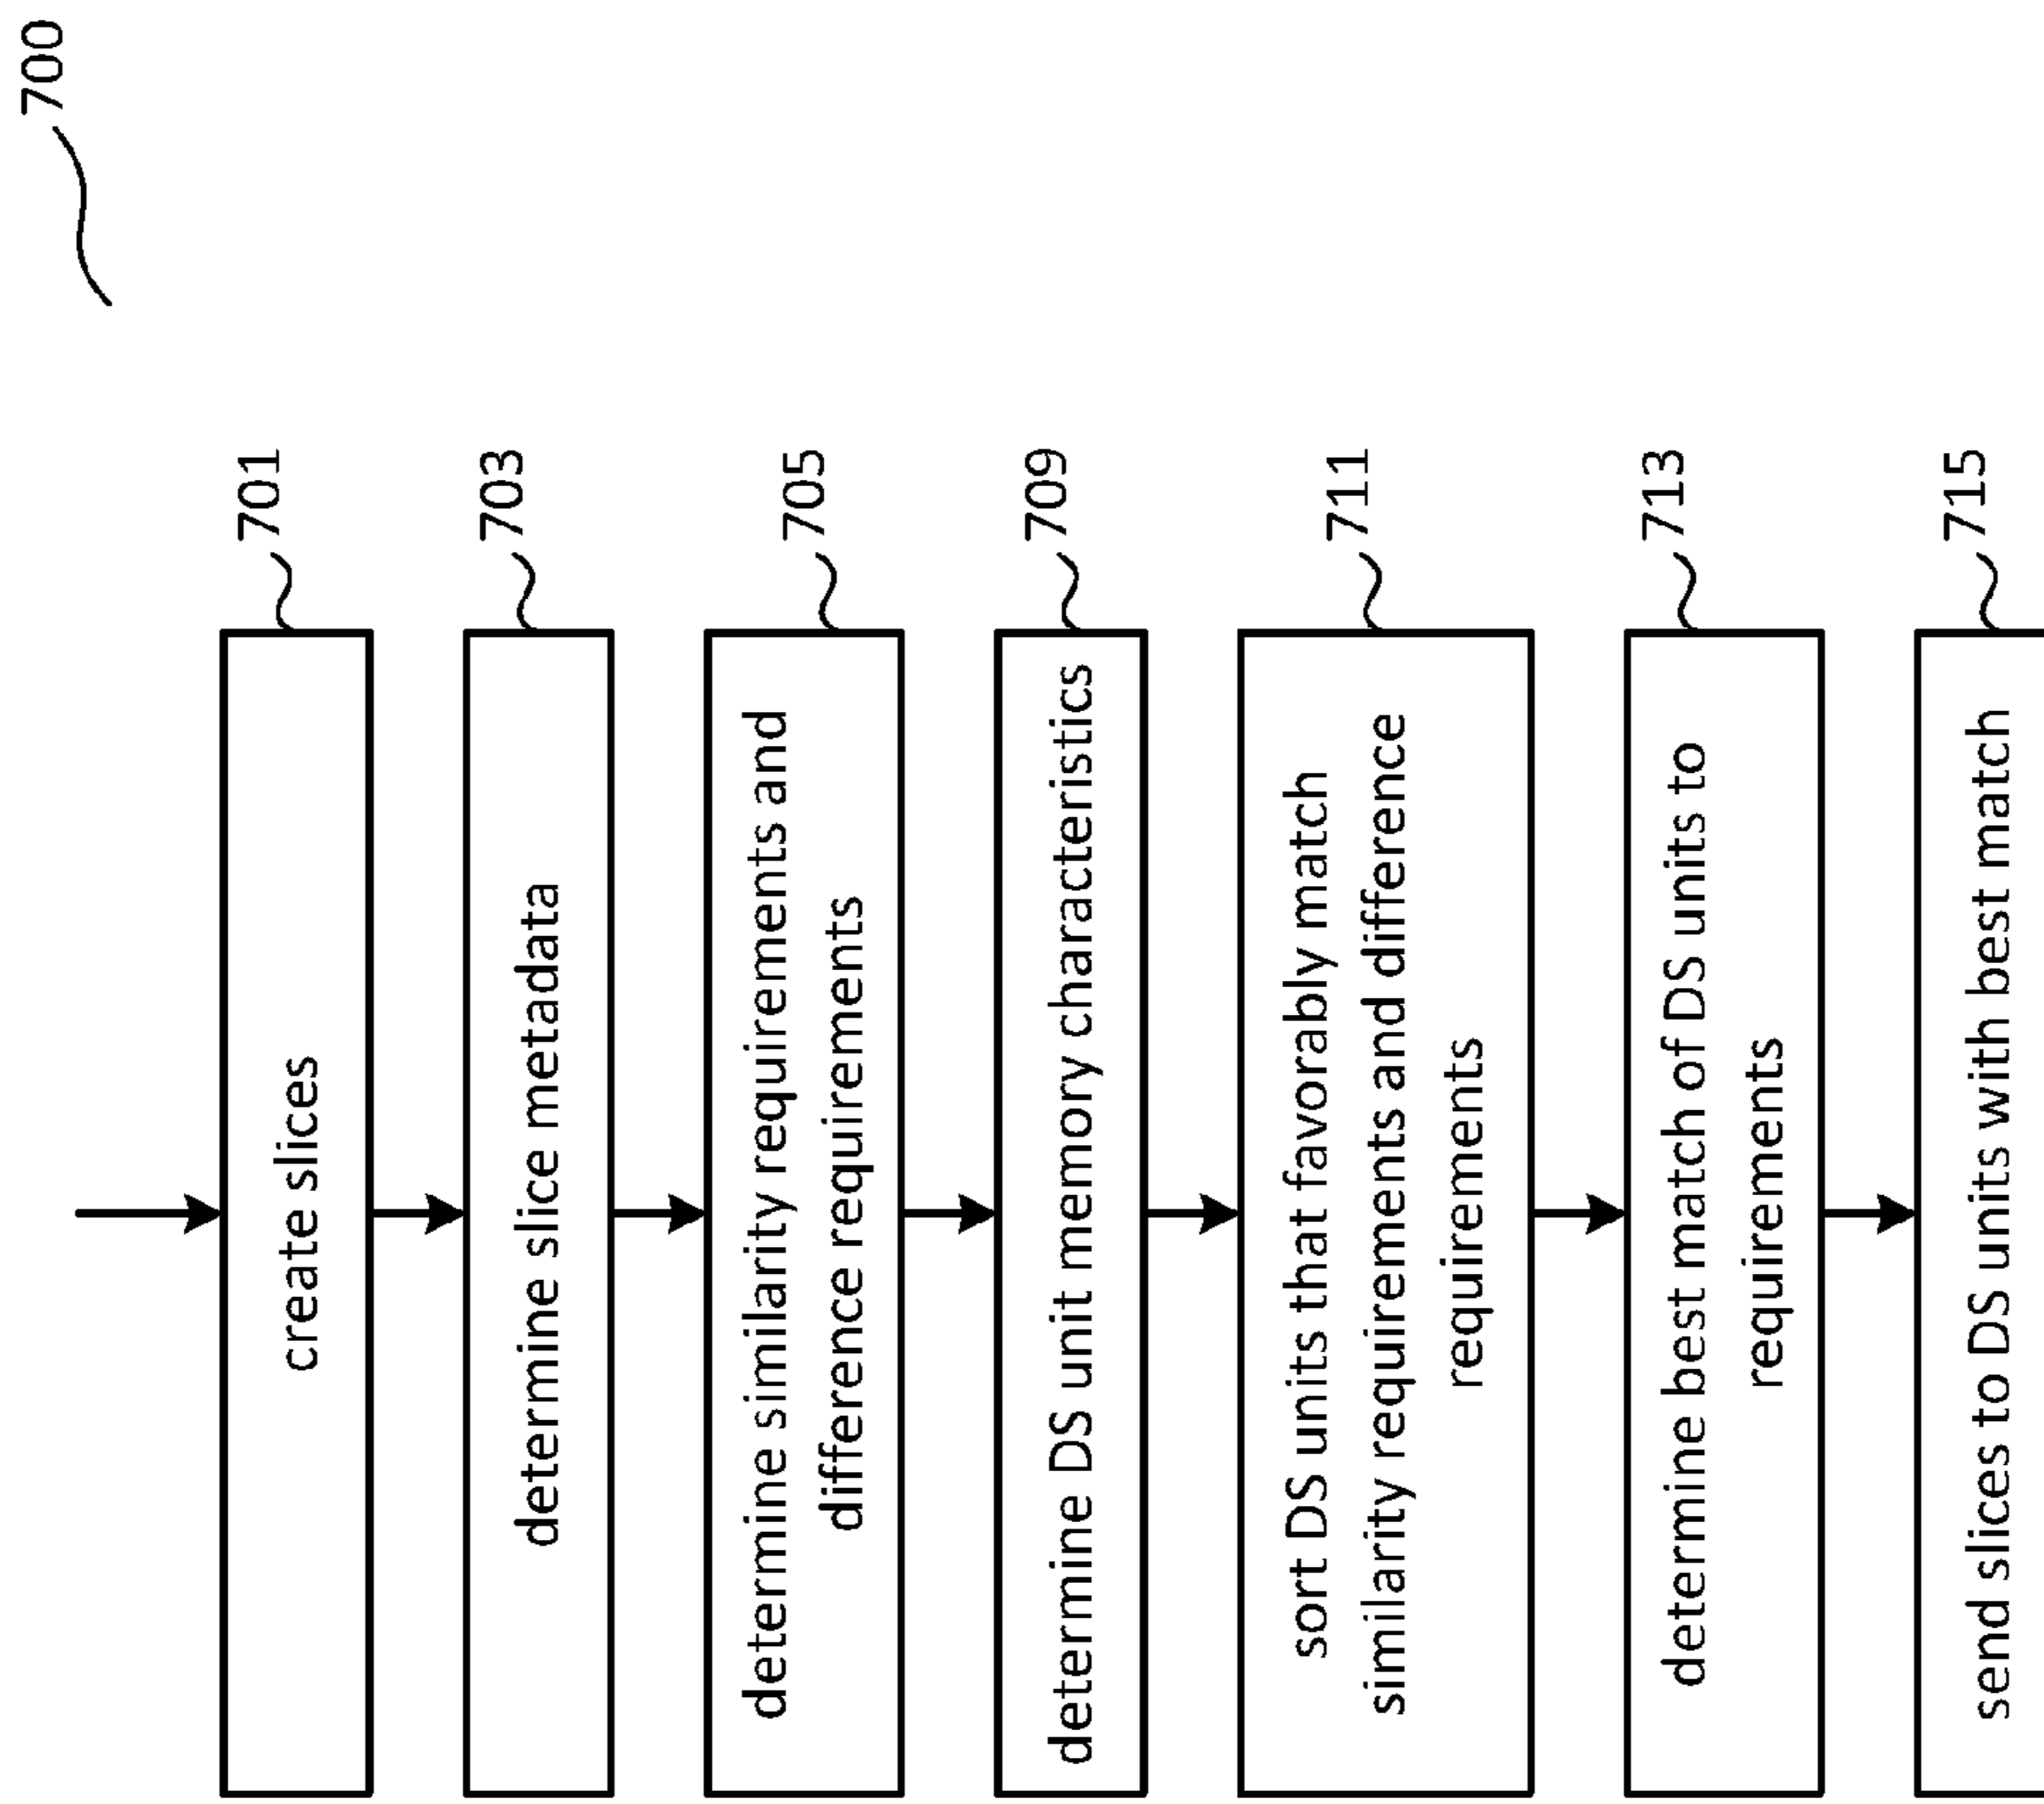 700
create slices
701
determine slice metadata
703
determine similarity requirements and
difference requirements
705
determine DS unit memory characteristics
709
sort DS units that favorably match
similarity requirements and difference
requirements
711
determine best match of DS units to
requirements
713
send slices to DS units with best match
715